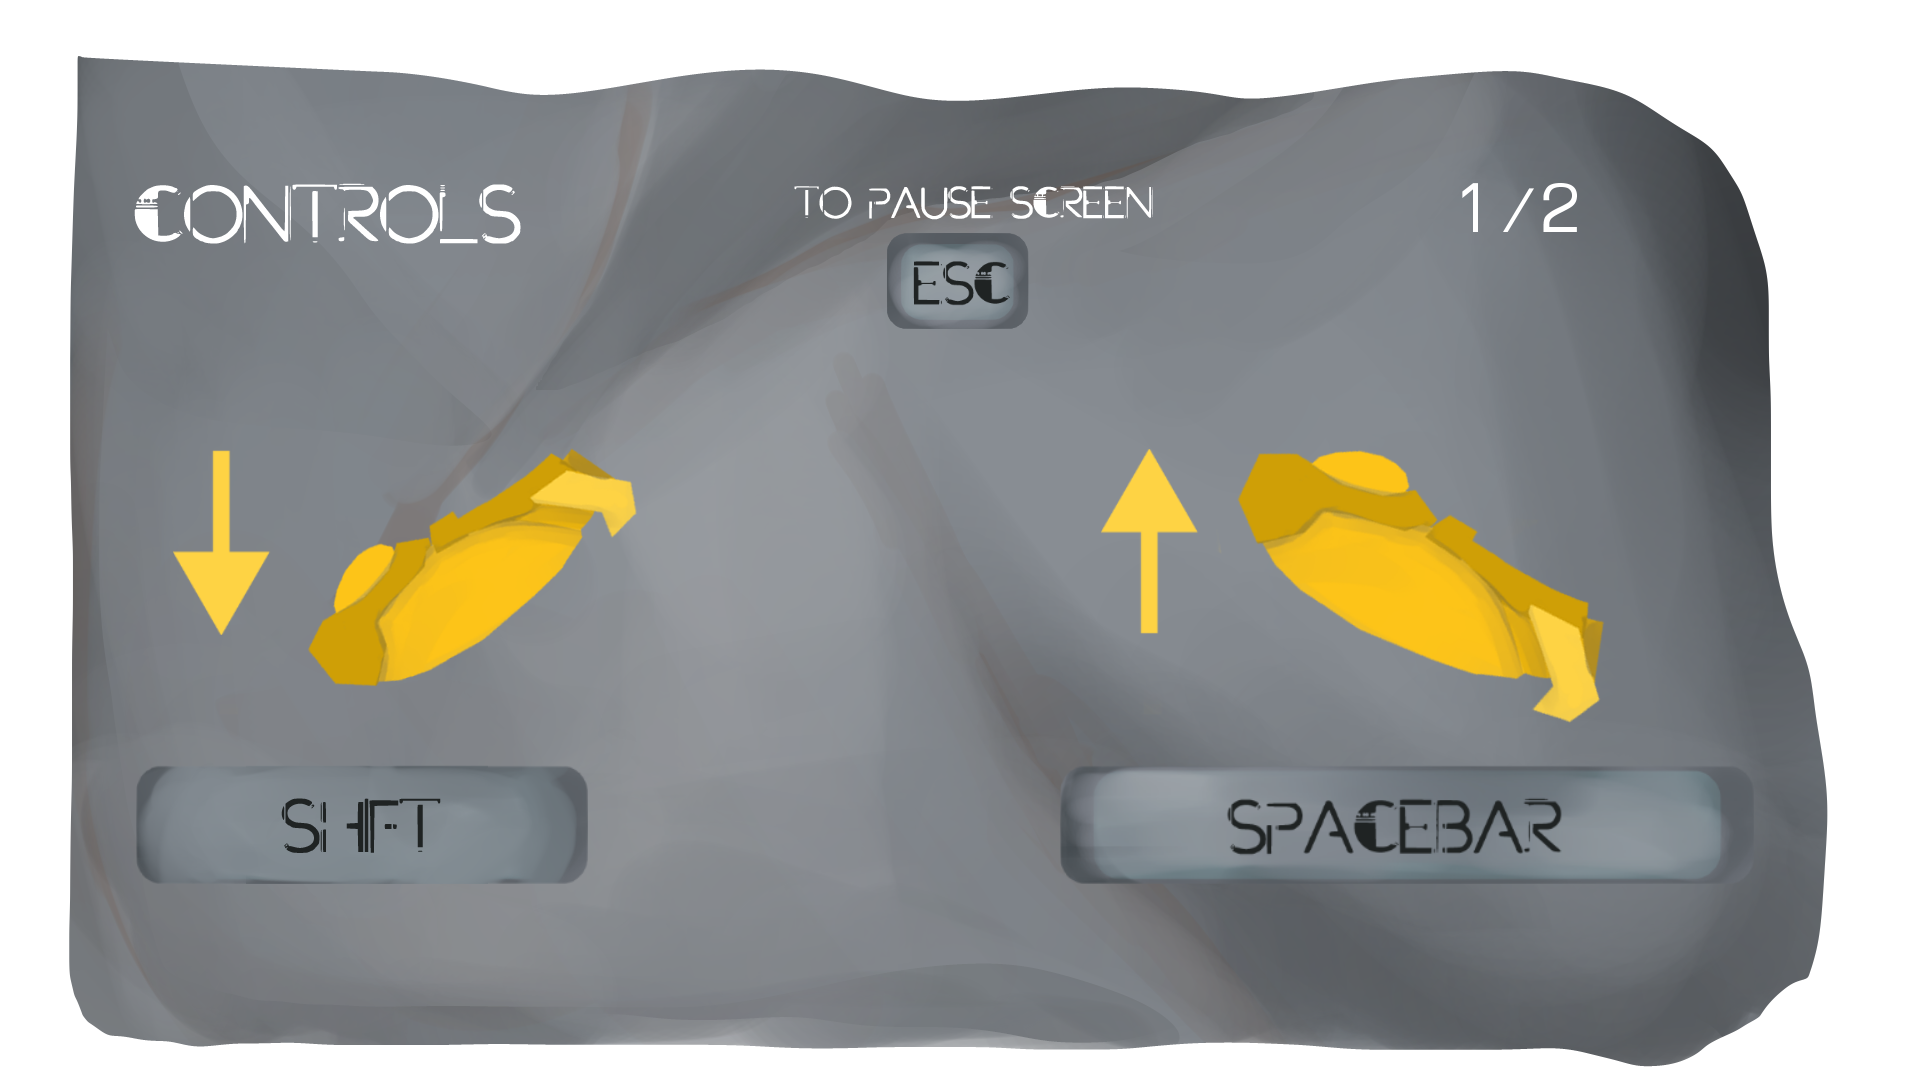 CONTROLS
TO PAUSE SCREEN
1/2
ESC
SHIFT
SPACEBAR